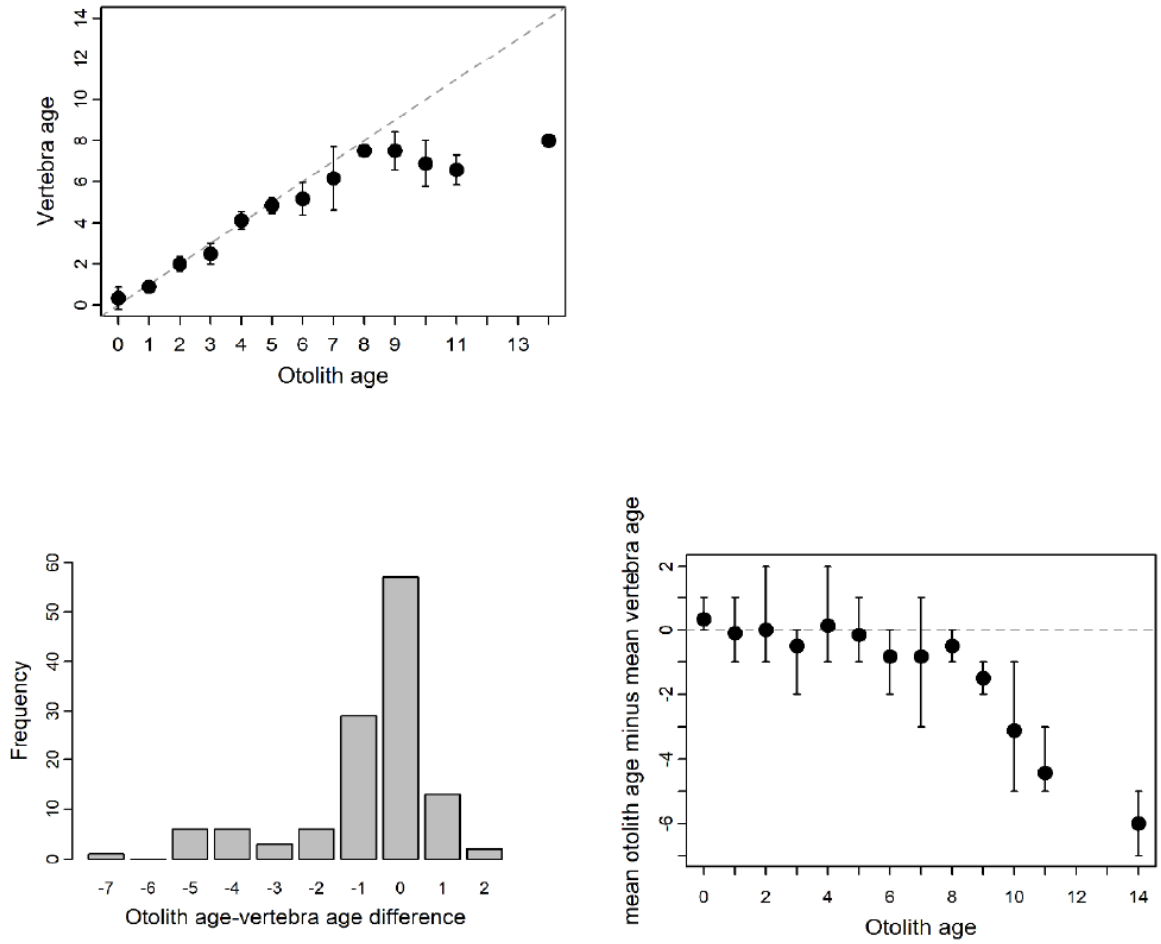 14
12
10
8
6
4
2
0
Vertebra age
0 1 2 3 4 5 6 7 8 9 11 13
Otolith age
60
50
40
30
20
10
0
Frequency
-7 -6 -5 -4 -3 -2 -1 0 1 2
Otolith age-vertebra age difference
2
0
-2
-4
-6
mean otolith age minus mean vertebra age
0 2 4 6 8 10 12 14
Otolith age